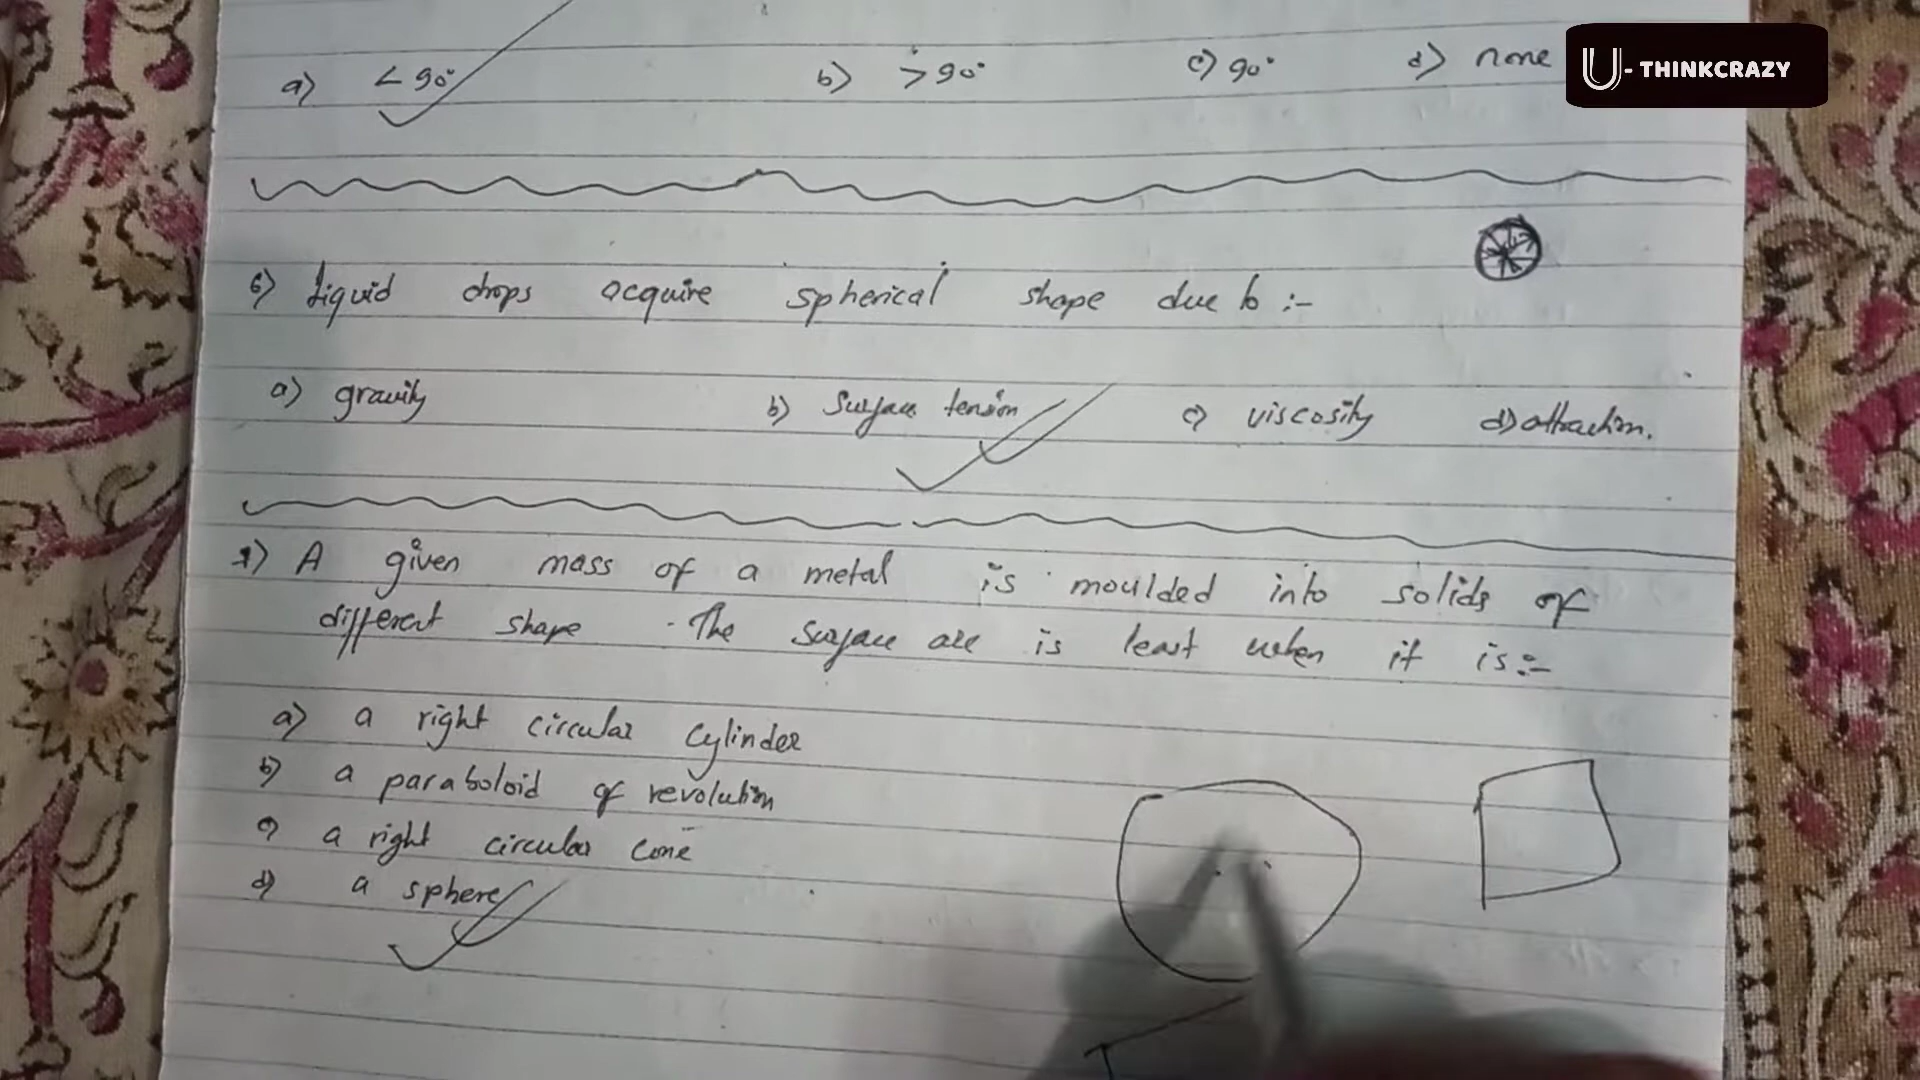 a) < 90° b) > 90° c) 90° d) none
U - THINKCRAZY
6) Liquid drops acquire spherical shape due to :-
a) gravity b) Surface tension c) viscosity d) attraction.
7) A given mass of a metal is moulded into solids of
different shape . The surface are is least when it is :-
a) a right circular cylinder
b) a paraboloid of revolution
c) a right circular cone
d) a sphere